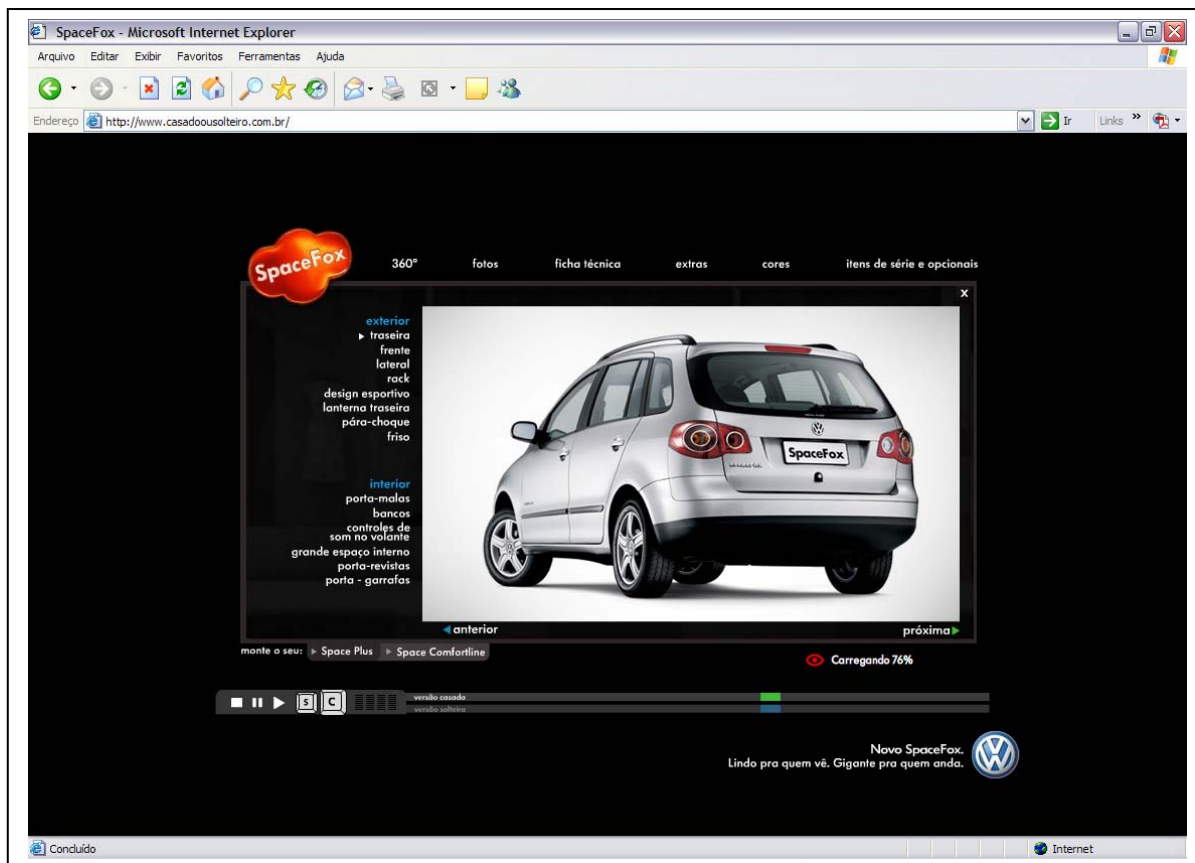 SpaceFox - Microsoft Internet Explorer
Arquivo Editar Exibir Favoritos Ferramentas Ajuda
Endereço http://www.casadoousolteiro.com.br/ Ir Links »
SpaceFox
360° fotos ficha técnica extras cores itens de série e opcionais
x
exterior
traseira
frente
lateral
rack
design esportivo
lanterna traseira
pára-choque
friso
interior
porta-malas
bancos
controles de
som no volante
grande espaço interno
porta-revistas
porta - garrafas
SpaceFox
anterior próxima
monte o seu: Space Plus Space Comfortline
Carregando 76%
S C
versão casada
versão solteira
Novo SpaceFox.
Lindo pra quem vê. Gigante pra quem anda.
Concluído Internet